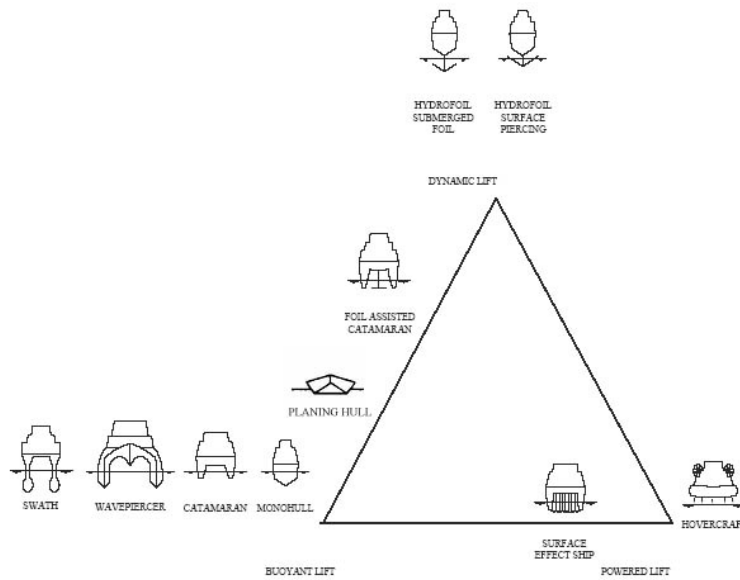 HYDROFOIL
SUBMERGED
FOIL
HYDROFOIL
SURFACE
PIERCING
DYNAMIC LIFT
FOIL ASSISTED
CATAMARAN
PLANING HULL
SWATH
WAVEPIERCER
CATAMARAN
MONOHULL
HOVERCRAF
SURFACE
EFFECT SHIP
BUOYANT LIFT
POWERED LIFT